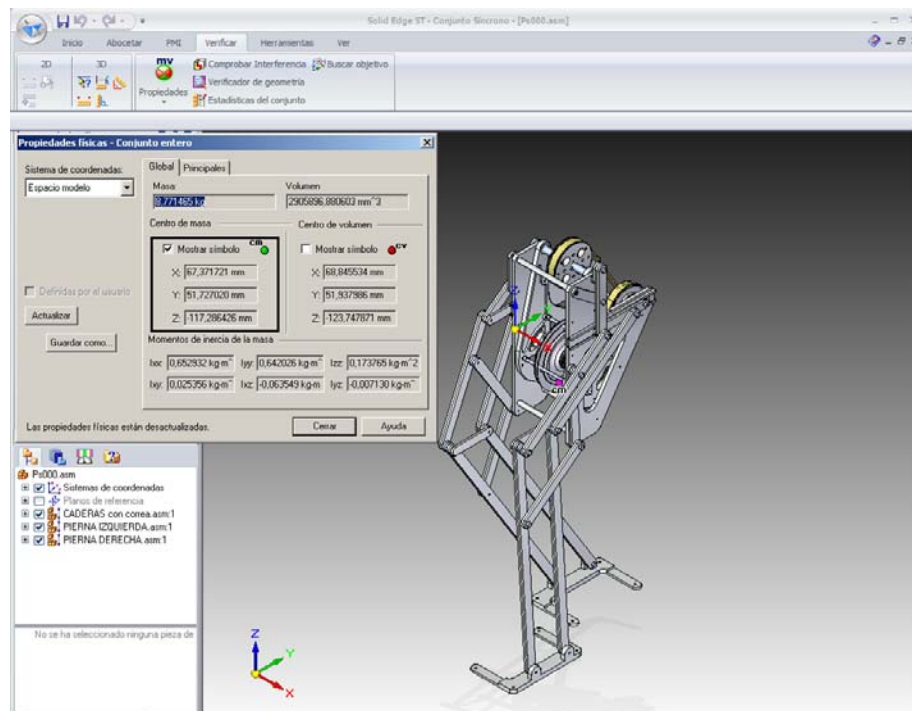 Solid Edge ST - Conjunto Síncrono - [Ps000.asm]
Inicio Abocetar PMI Verificar Herramientas Ver
2D 3D mv Propiedades
Comprobar Interferencia Buscar objetivo
Verificador de geometría
Estadísticas del conjunto
Propiedades físicas - Conjunto entero
Sistema de coordenadas:
Espacio modelo
Definidas por el usuario
Actualizar
Guardar como...
Global Principales
Masa: Volumen
8,771465 kg 2905896,880603 mm^3
Centro de masa Centro de volumen
Mostrar símbolo cm Mostrar símbolo cv
X: 67,371721 mm X: 68,845534 mm
Y: 51,727020 mm Y: 51,937986 mm
Z: -117,286426 mm Z: -123,747871 mm
Momentos de inercia de la masa
Ixx: 0,652932 kg·m^ Iyy: 0,642026 kg·m^ Izz: 0,173765 kg·m^2
Ixy: 0,025356 kg·m^ Ixz: -0,063549 kg·m Iyz: -0,007130 kg·m^
Las propiedades físicas están desactualizadas.
Cerrar Ayuda
Ps000.asm
Sistemas de coordenadas
Planos de referencia
CADERAS con correa.asm:1
PIERNA IZQUIERDA.asm:1
PIERNA DERECHA.asm:1
No se ha seleccionado ninguna pieza de
Z
X
cm
Z
Y
X